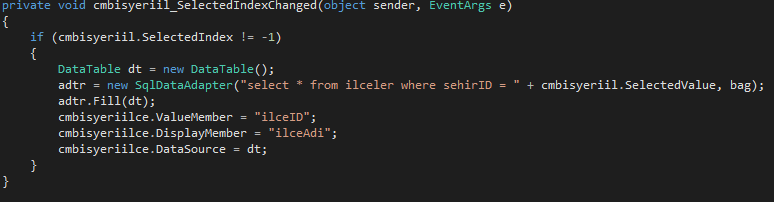 private void cmbisyeriil_SelectedIndexChanged(object sender, EventArgs e)
{
    if (cmbisyeriil.SelectedIndex != -1)
    {
        DataTable dt = new DataTable();
        adtr = new SqlDataAdapter("select * from ilceler where sehirID = " + cmbisyeriil.SelectedValue, bag);
        adtr.Fill(dt);
        cmbisyeriilce.ValueMember = "ilceID";
        cmbisyeriilce.DisplayMember = "ilceAdi";
        cmbisyeriilce.DataSource = dt;
    }
}